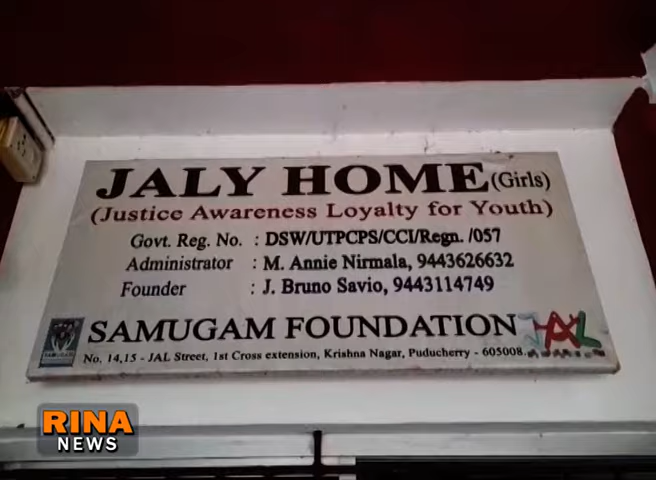 JALY HOME (Girls)
(JUSTICE AWARENESS LOYALTY FOR YOUTH)
Govt. Reg. No. : DSW/UTPCPS/CCI/Regn. /057
Administrator : M. Annie Nirmala, 9443626632
Founder : J. Bruno Savio, 9443114749
SAMUGAM FOUNDATION
SAMUGAM
No. 14,15 - JAL Street, 1st Cross extension, Krishna Nagar, Puducherry - 605008.
JAL
RINA
NEWS